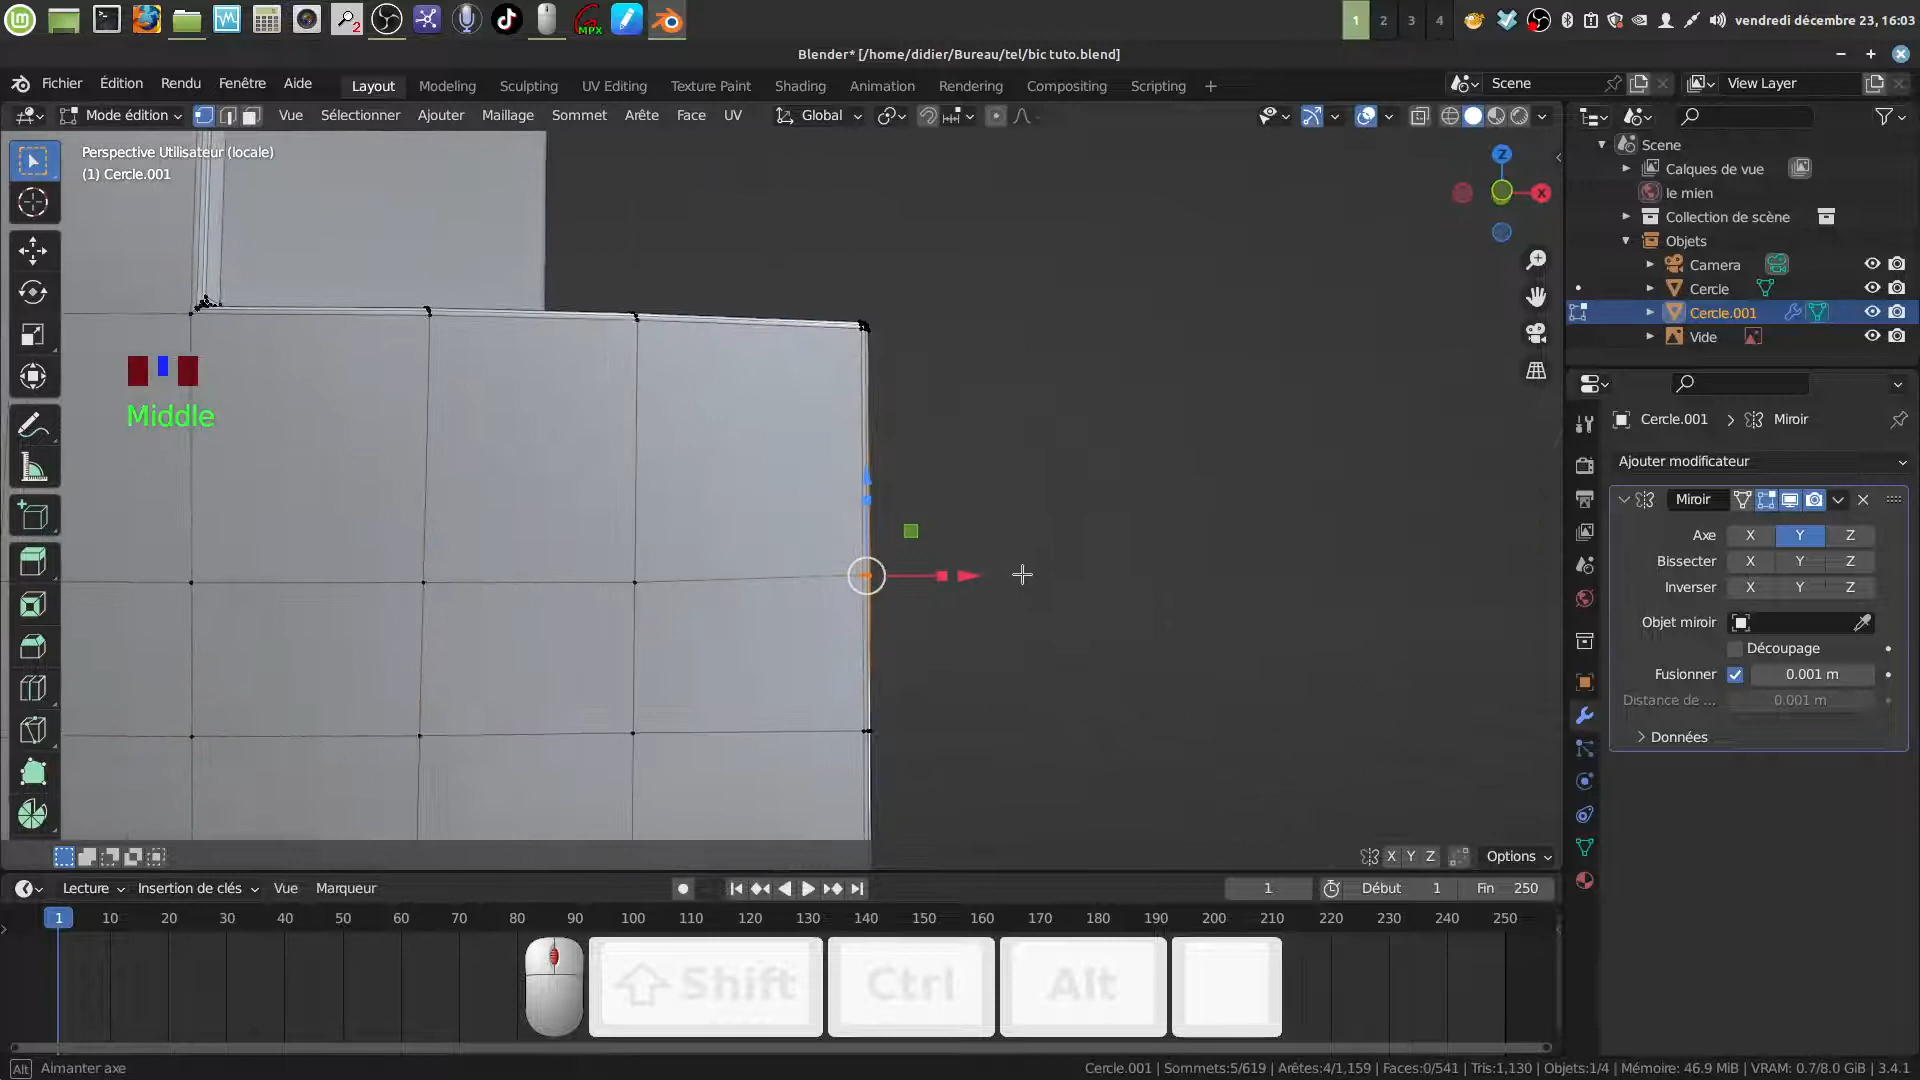 2
MPX
1 2 3 4
vendredi décembre 23, 16:03
Blender* [/home/didier/Bureau/tel/bic tuto.blend]
Fichier Édition Rendu Fenêtre Aide
Layout Modeling Sculpting UV Editing Texture Paint Shading Animation Rendering Compositing Scripting +
Scene
View Layer
Mode édition
Vue Sélectionner Ajouter Maillage Sommet Arête Face UV
Global
Perspective Utilisateur (locale)
(1) Cercle.001
Z
X
Middle
Scene
Calques de vue
le mien
Collection de scène
Objets
Camera
Cercle
Cercle.001
Vide
Cercle.001 > Miroir
Ajouter modificateur
Miroir
Axe X Y Z
Bissecter X Y Z
Inverser X Y Z
Objet miroir
Découpage
Fusionner 0.001 m
Distance de ... 0.001 m
Données
X Y Z
Options
Lecture Insertion de clés Vue Marqueur
1
Début 1
Fin 250
1 10 20 30 40 50 60 70 80 90 100 110 120 130 140 150 160 170 180 190 200 210 220 230 240 250
Shift Ctrl Alt
Alt Aimanter axe
Cercle.001 | Sommets:5/619 | Arêtes:4/1,159 | Faces:0/541 | Tris:1,130 | Objets:1/4 | Mémoire: 46.9 MiB | VRAM: 0.7/8.0 GiB | 3.4.1